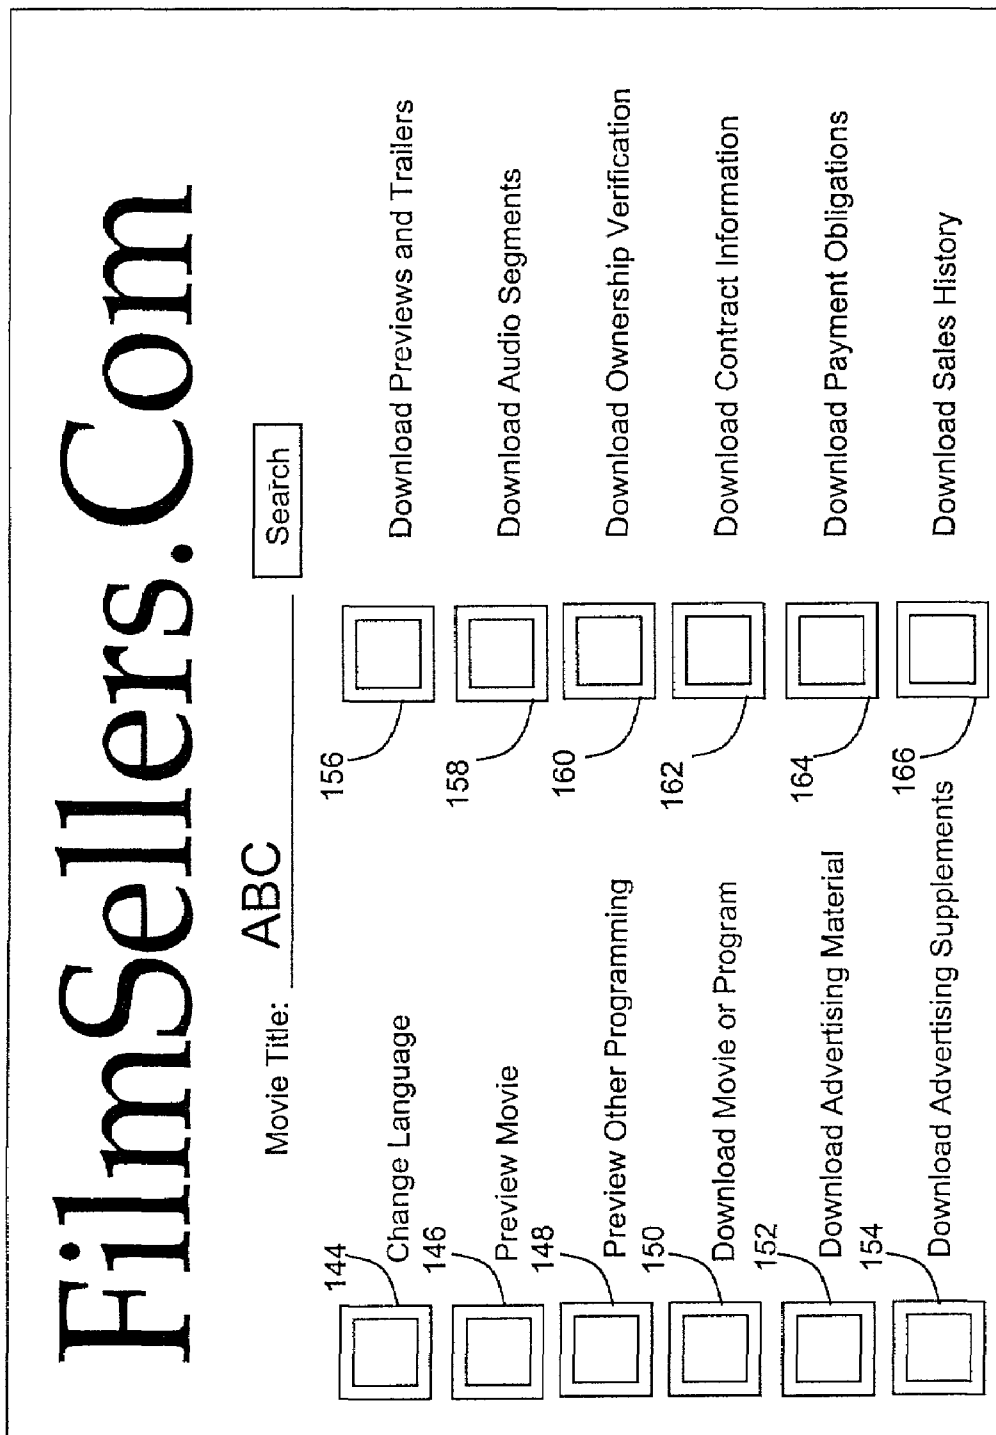 FilmSellers.Com
Movie Title: ABC Search
144
Change Language
146
Preview Movie
148
Preview Other Programming
150
Download Movie or Program
152
Download Advertising Material
154
Download Advertising Supplements
156
Download Previews and Trailers
158
Download Audio Segments
160
Download Ownership Verification
162
Download Contract Information
164
Download Payment Obligations
166
Download Sales History